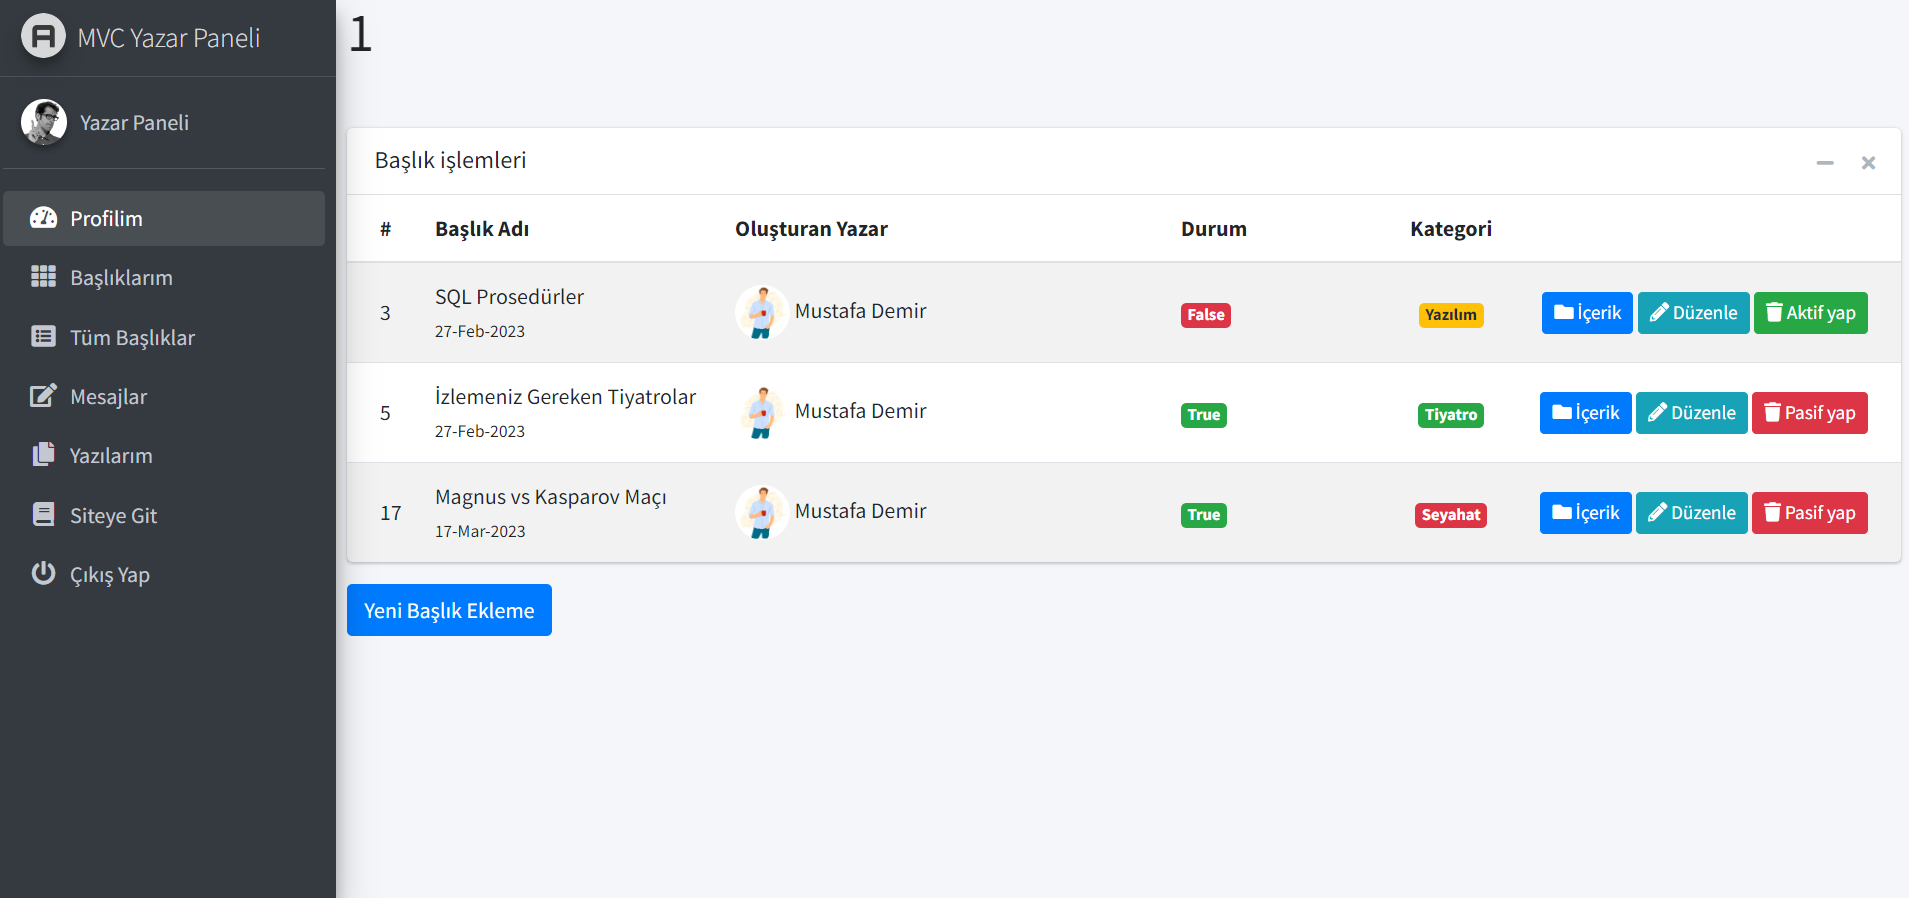 MVC Yazar Paneli
Yazar Paneli
Profilim
Başlıklarım
Tüm Başlıklar
Mesajlar
Yazılarım
Siteye Git
Çıkış Yap
1
Başlık işlemleri
# Başlık Adı Oluşturan Yazar Durum Kategori
3 SQL Prosedürler Mustafa Demir False Yazılım İçerik Düzenle Aktif yap
27-Feb-2023
5 İzlemeniz Gereken Tiyatrolar Mustafa Demir True Tiyatro İçerik Düzenle Pasif yap
27-Feb-2023
17 Magnus vs Kasparov Maçı Mustafa Demir True Seyahat İçerik Düzenle Pasif yap
17-Mar-2023
Yeni Başlık Ekleme